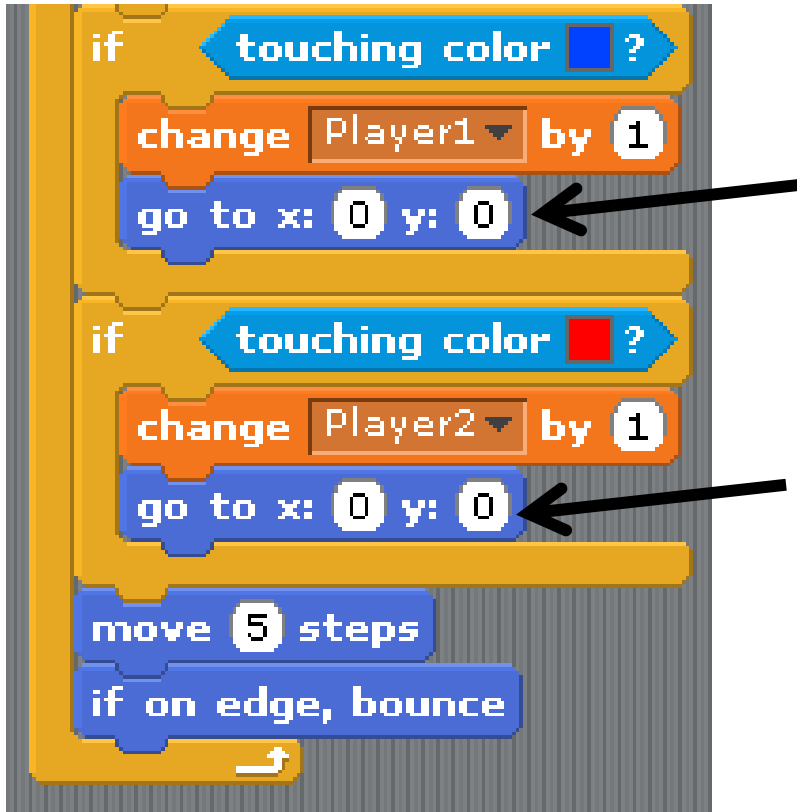 if touching color ?
change Player1 by 1
go to x: 0 y: 0
if touching color ?
change Player2 by 1
go to x: 0 y: 0
move 5 steps
if on edge, bounce